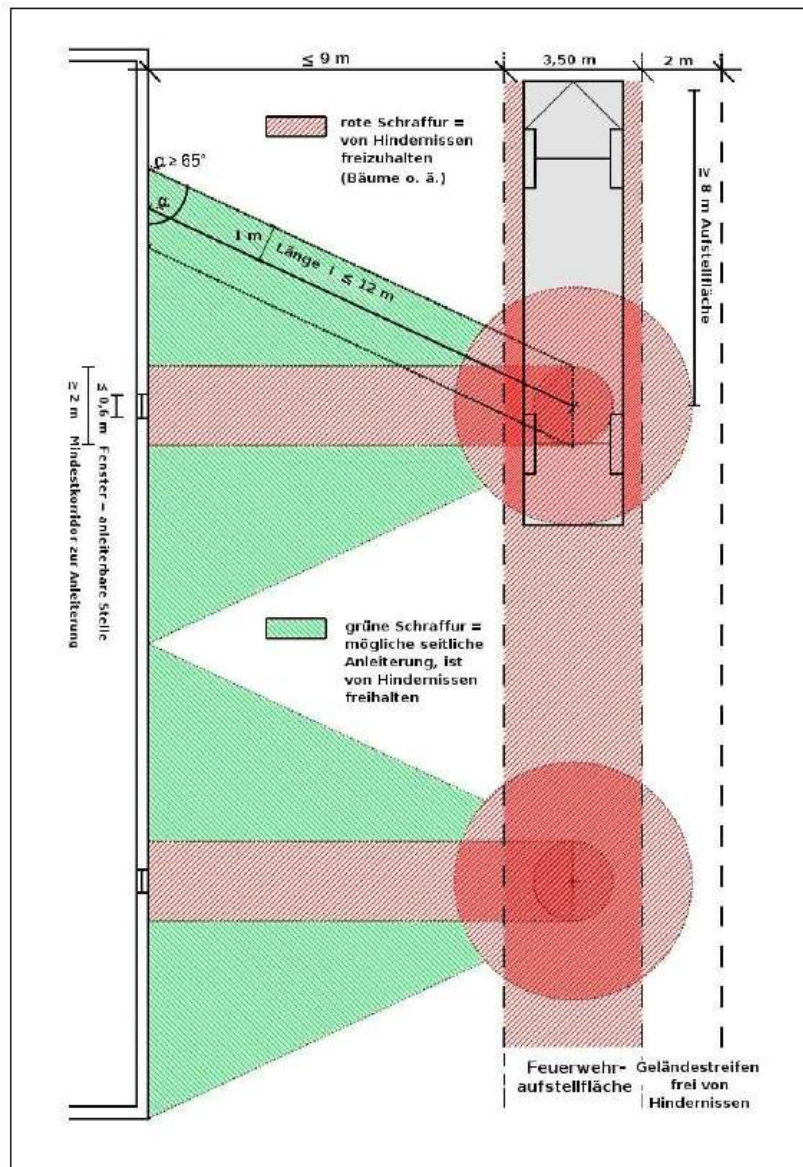 ≤ 9 m
3,50 m
2 m
rote Schraffur =
von Hindernissen
freizuhalten
(Bäume o. ä.)
α ≥ 65°
α
1 m
Länge l ≤ 12 m
≥ 8 m Aufstellfläche
≥ 2 m
Mindestkorridor zur Anleiterung
≤ 0,6 m
Fenster = anleiterbare Stelle
grüne Schraffur =
mögliche seitliche
Anleiterung, ist
von Hindernissen
freihalten
Feuerwehr-
aufstellfläche
Geländestreifen
frei von
Hindernissen